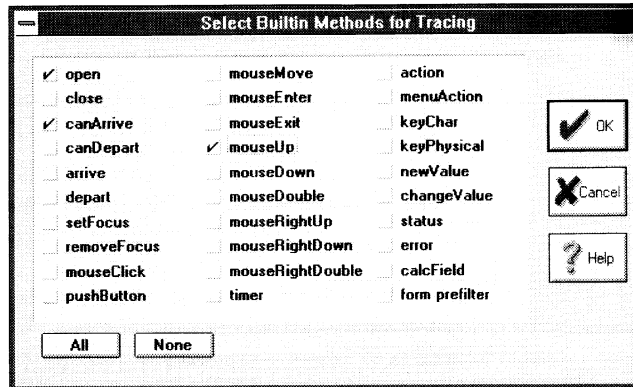 Select Builtin Methods for Tracing
open
close
canArrive
canDepart
arrive
depart
setFocus
removeFocus
mouseClick
pushButton
mouseMove
mouseEnter
mouseExit
mouseUp
mouseDown
mouseDouble
mouseRightUp
mouseRightDown
mouseRightDouble
timer
action
menuAction
keyChar
keyPhysical
newValue
changeValue
status
error
calcField
form prefilter
OK
Cancel
Help
All
None